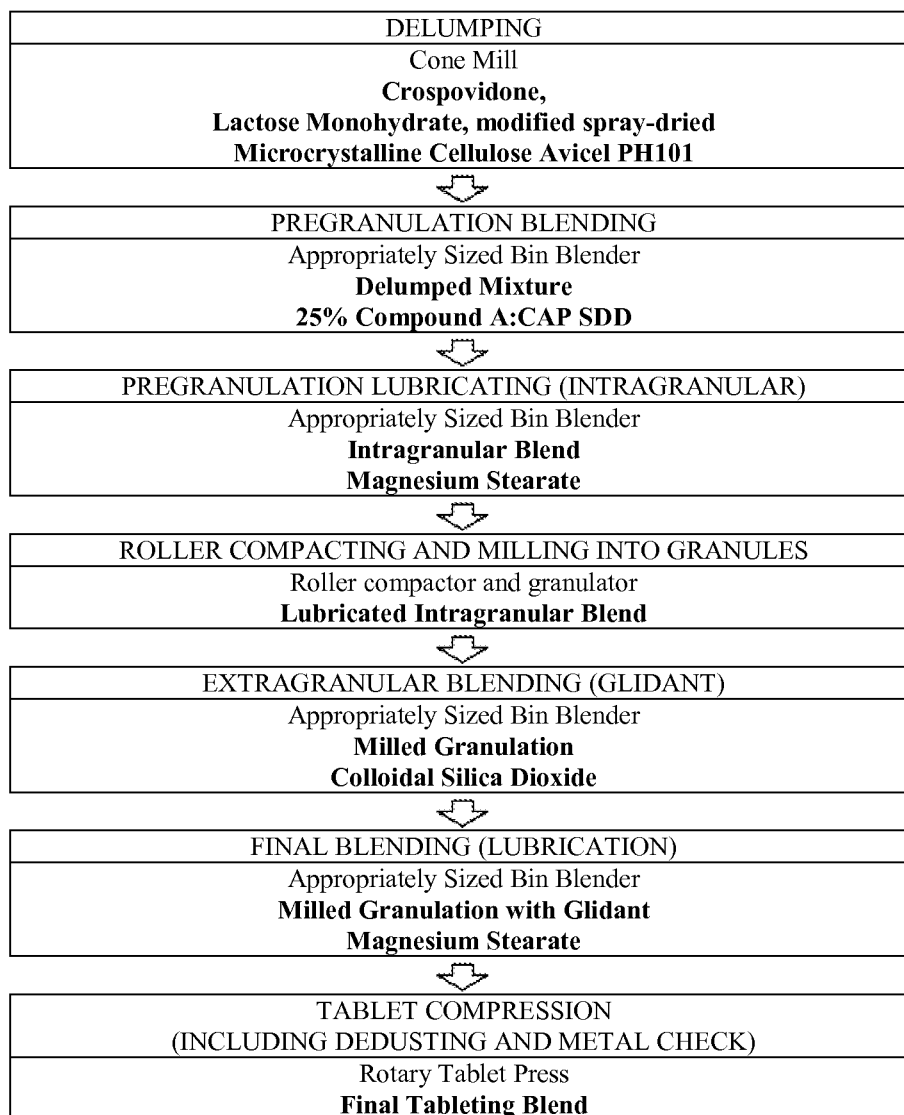 DELUMPING
Cone Mill
Crospovidone,
Lactose Monohydrate, modified spray-dried
Microcrystalline Cellulose Avicel PH101
PREGRANULATION BLENDING
Appropriately Sized Bin Blender
Delumped Mixture
25% Compound A:CAP SDD
PREGRANULATION LUBRICATING (INTRAGRANULAR)
Appropriately Sized Bin Blender
Intragranular Blend
Magnesium Stearate
ROLLER COMPACTING AND MILLING INTO GRANULES
Roller compactor and granulator
Lubricated Intragranular Blend
EXTRAGRANULAR BLENDING (GLIDANT)
Appropriately Sized Bin Blender
Milled Granulation
Colloidal Silica Dioxide
FINAL BLENDING (LUBRICATION)
Appropriately Sized Bin Blender
Milled Granulation with Glidant
Magnesium Stearate
TABLET COMPRESSION
(INCLUDING DEDUSTING AND METAL CHECK)
Rotary Tablet Press
Final Tableting Blend